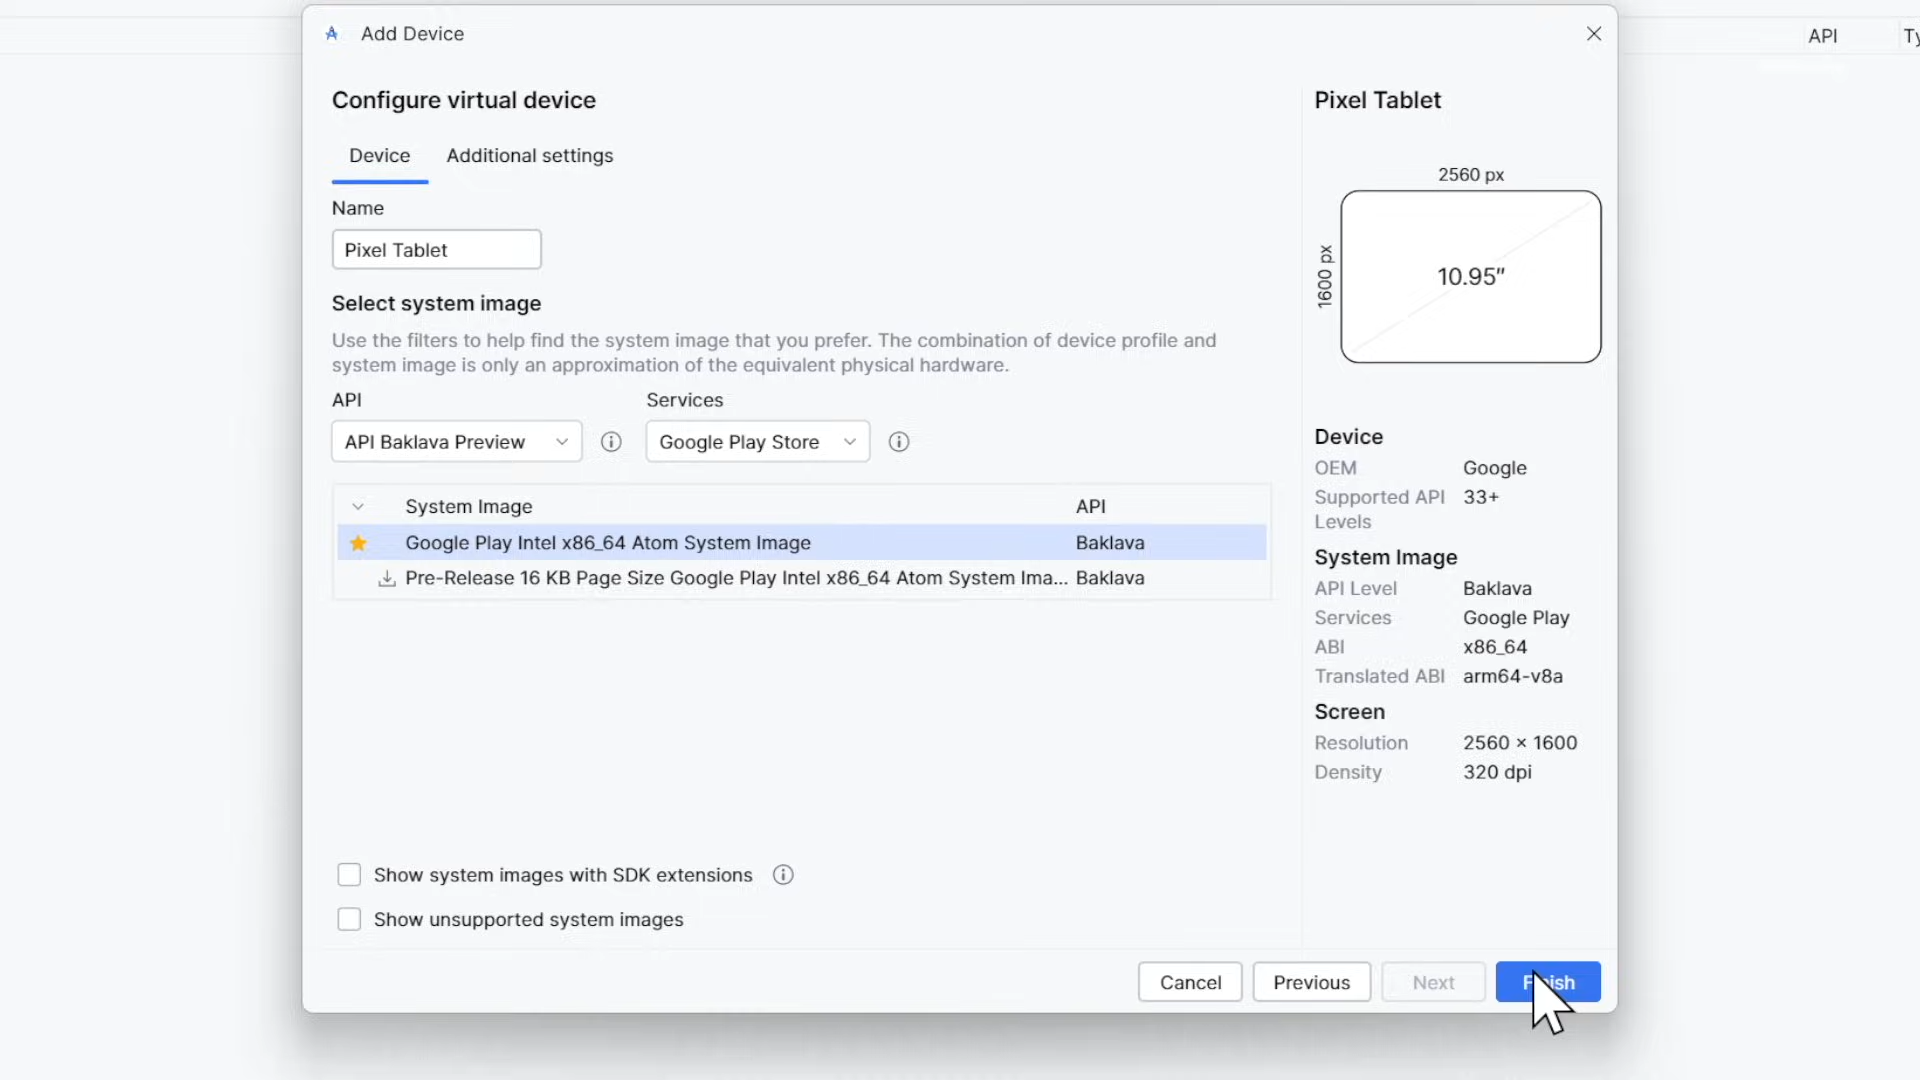 Add Device
API
Configure virtual device
Device
Additional settings
Name
Pixel Tablet
Select system image
Use the filters to help find the system image that you prefer. The combination of device profile and
system image is only an approximation of the equivalent physical hardware.
API
Services
API Baklava Preview
Google Play Store
System Image
API
Google Play Intel x86_64 Atom System Image
Baklava
Pre-Release 16 KB Page Size Google Play Intel x86_64 Atom System Ima...
Baklava
Show system images with SDK extensions
Show unsupported system images
Pixel Tablet
2560 px
1600 px
10.95″
Device
OEM
Google
Supported API
Levels
33+
System Image
API Level
Baklava
Services
Google Play
ABI
x86_64
Translated ABI
arm64-v8a
Screen
Resolution
2560 × 1600
Density
320 dpi
Cancel
Previous
Next
Finish